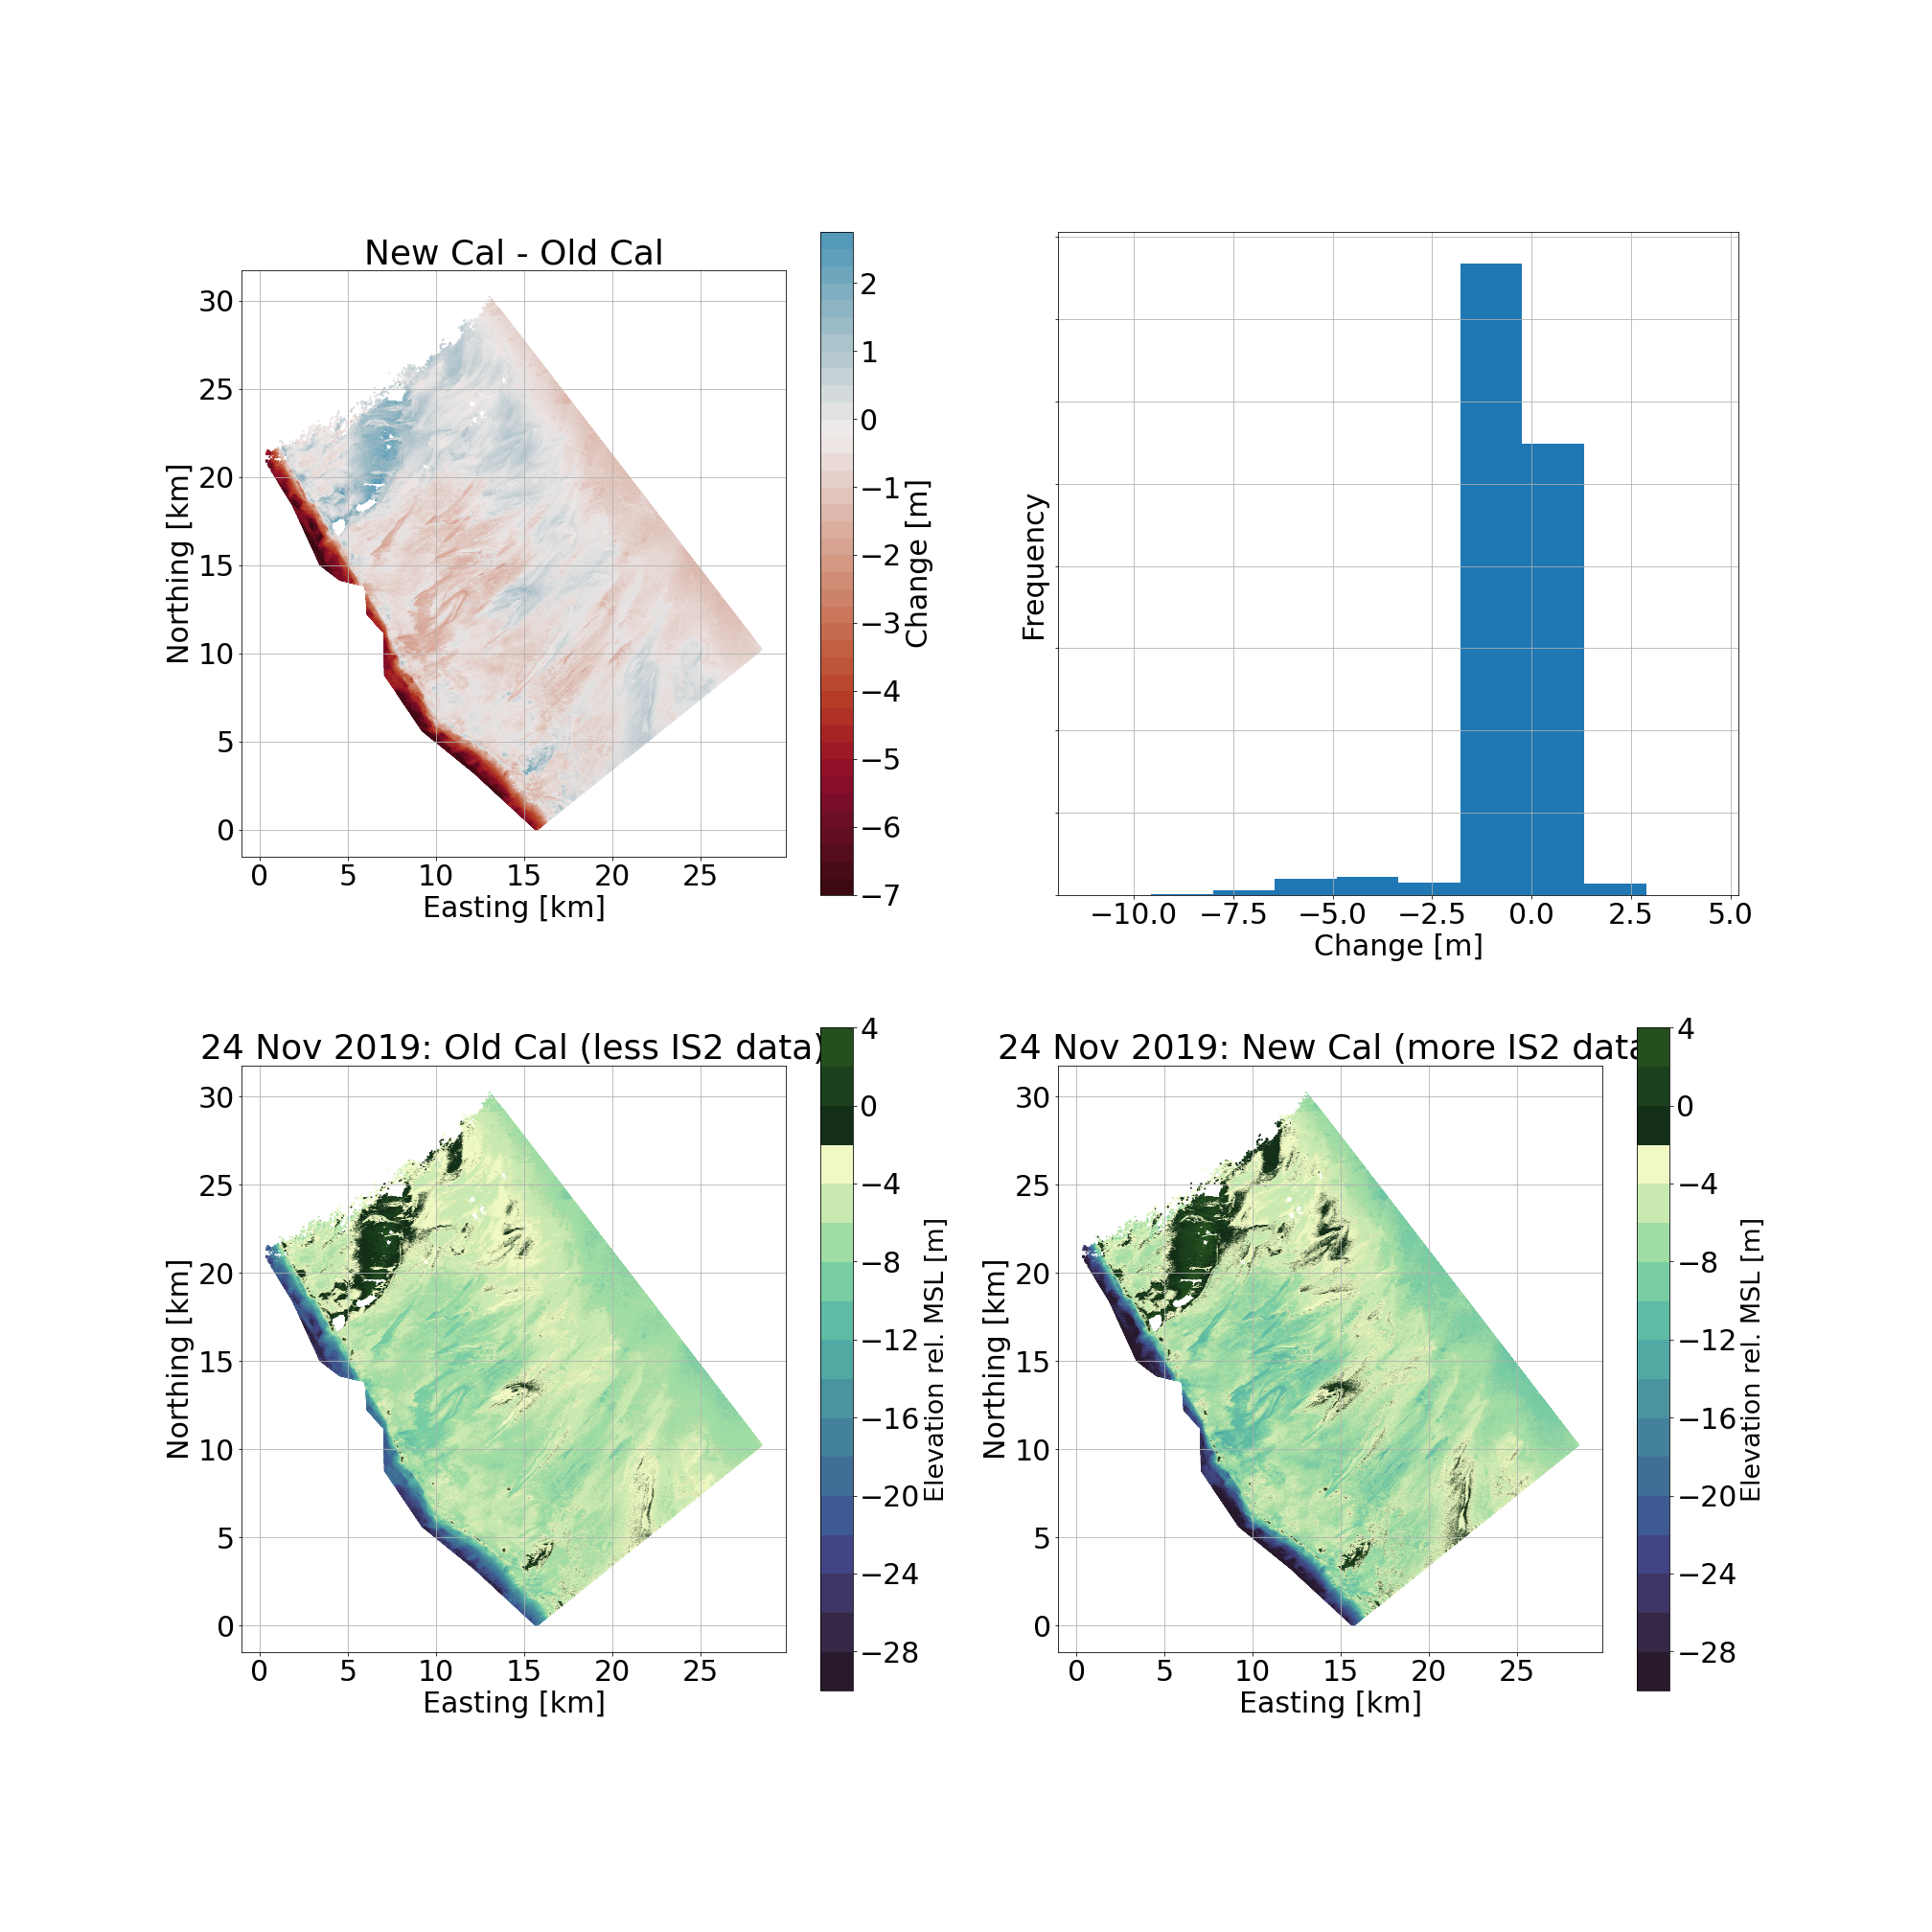 New Cal - Old Cal
30
25
20
15
10
5
0
Northing [km]
0 5 10 15 20 25
Easting [km]
2
1
0
−1
−2
−3
−4
−5
−6
−7
Change [m]
Frequency
−10.0 −7.5 −5.0 −2.5 0.0 2.5 5.0
Change [m]
24 Nov 2019: Old Cal (less IS2 data)
30
25
20
15
10
5
0
Northing [km]
0 5 10 15 20 25
Easting [km]
4
0
−4
−8
−12
−16
−20
−24
−28
Elevation rel. MSL [m]
24 Nov 2019: New Cal (more IS2 data
30
25
20
15
10
5
0
Northing [km]
0 5 10 15 20 25
Easting [km]
4
0
−4
−8
−12
−16
−20
−24
−28
Elevation rel. MSL [m]